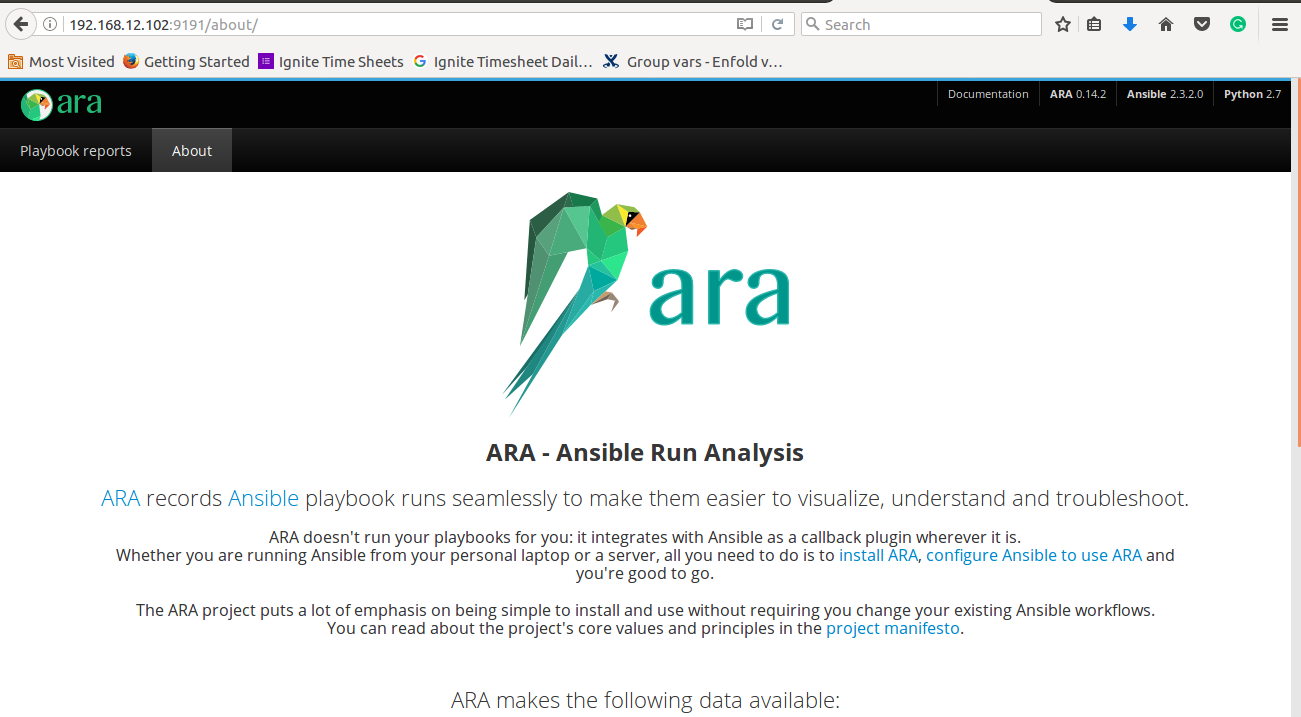 192.168.12.102:9191/about/
Search
Most Visited
Getting Started
Ignite Time Sheets
Ignite Timesheet Dail...
Group vars - Enfold v...
ara
Documentation
ARA 0.14.2
Ansible 2.3.2.0
Python 2.7
Playbook reports
About
ara
ARA - Ansible Run Analysis
ARA records Ansible playbook runs seamlessly to make them easier to visualize, understand and troubleshoot.
ARA doesn't run your playbooks for you: it integrates with Ansible as a callback plugin wherever it is.
Whether you are running Ansible from your personal laptop or a server, all you need to do is to install ARA, configure Ansible to use ARA and
you're good to go.
The ARA project puts a lot of emphasis on being simple to install and use without requiring you change your existing Ansible workflows.
You can read about the project's core values and principles in the project manifesto.
ARA makes the following data available: